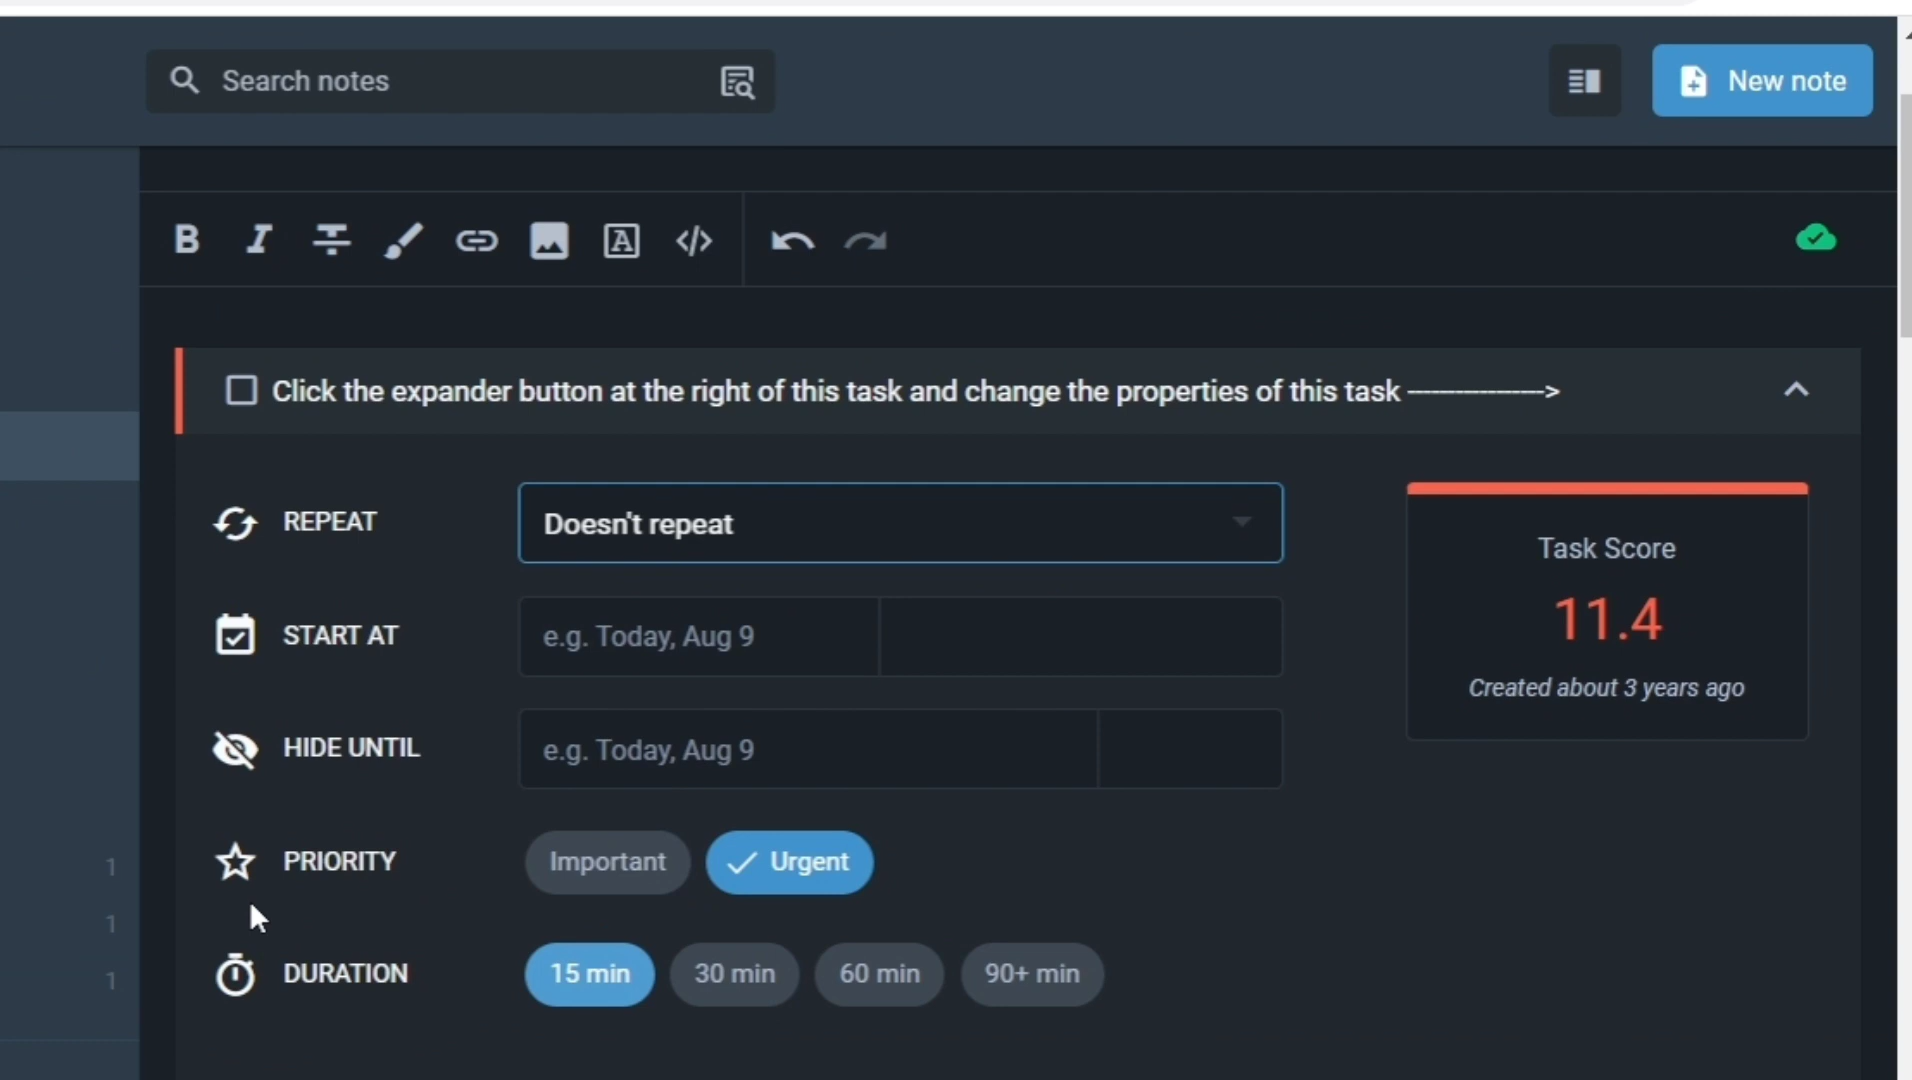 Search notes
New note
B I A </>
Click the expander button at the right of this task and change the properties of this task ---------------->
REPEAT
Doesn't repeat
Task Score
11.4
Created about 3 years ago
START AT
e.g. Today, Aug 9
HIDE UNTIL
e.g. Today, Aug 9
PRIORITY
Important
Urgent
1
1
DURATION
15 min
30 min
60 min
90+ min
1